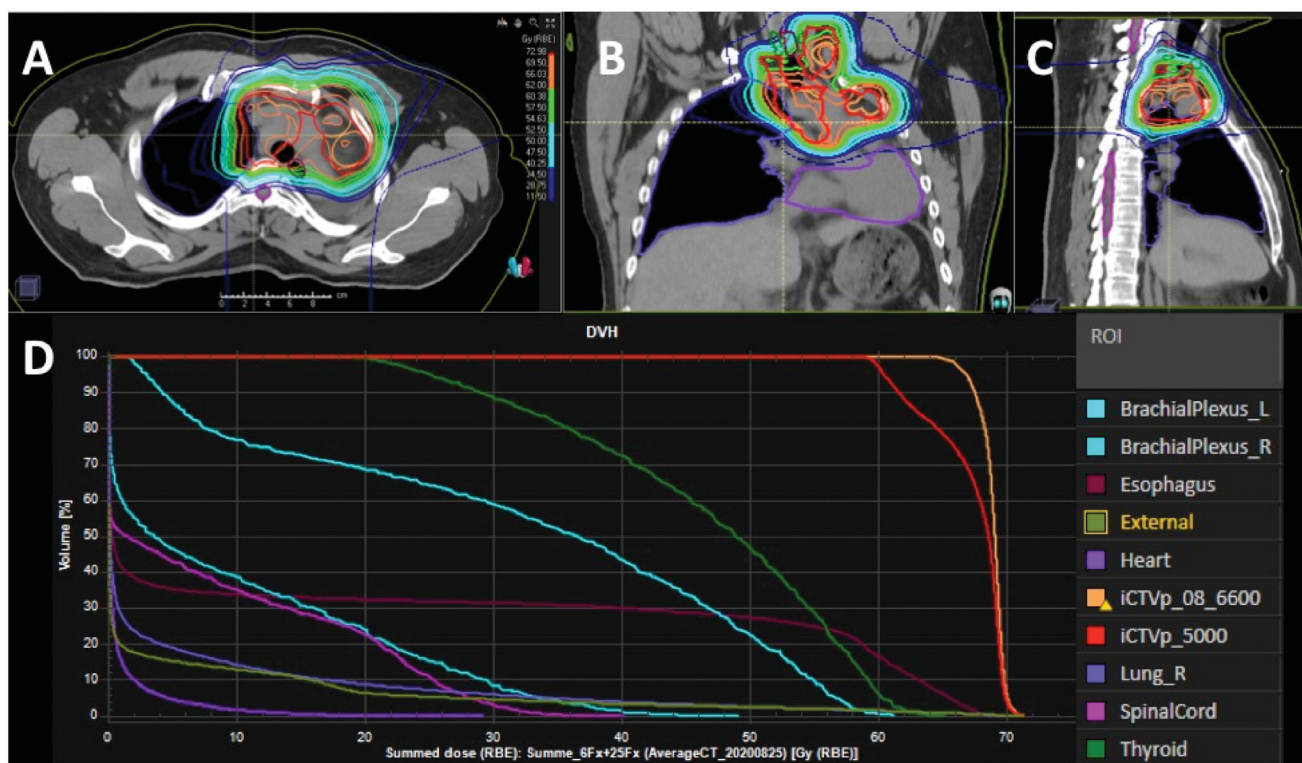 A
B
C
Gy (RBE)
72.98
69.50
66.03
62.00
60.38
57.50
54.63
52.50
50.00
47.50
40.25
34.50
28.75
11.50
0 2 4 6 8
cm
D
DVH
Volume [%]
100
90
80
70
60
50
40
30
20
10
0
0 10 20 30 40 50 60 70
Summed dose (RBE): Summe_6Fx+25Fx (AverageCT_20200825) [Gy (RBE)]
ROI
BrachialPlexus_L
BrachialPlexus_R
Esophagus
External
Heart
iCTVp_08_6600
iCTVp_5000
Lung_R
SpinalCord
Thyroid